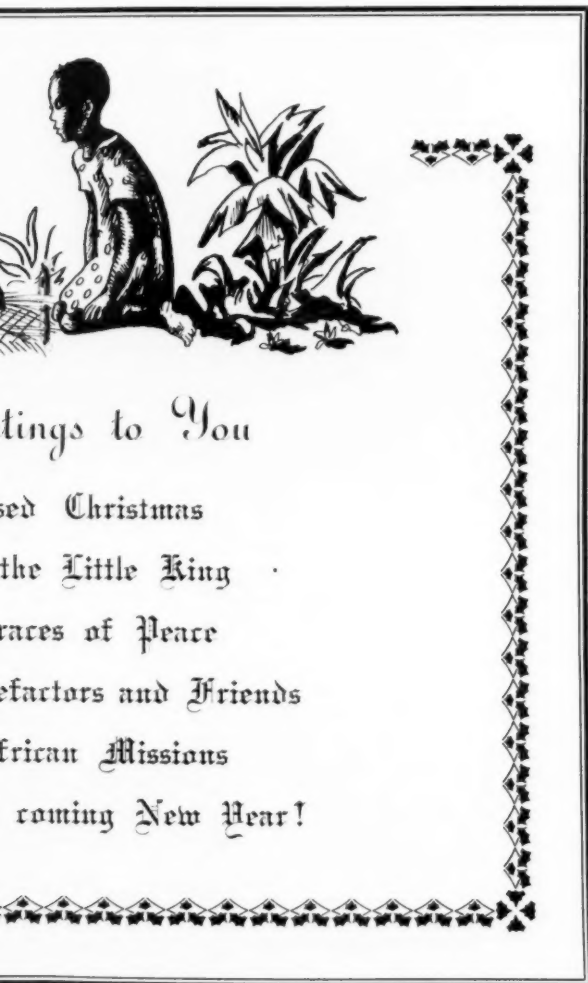 tings to You
sed Christmas
the Little King
races of Peace
efactors and Friends
frican Missions
coming New Year!